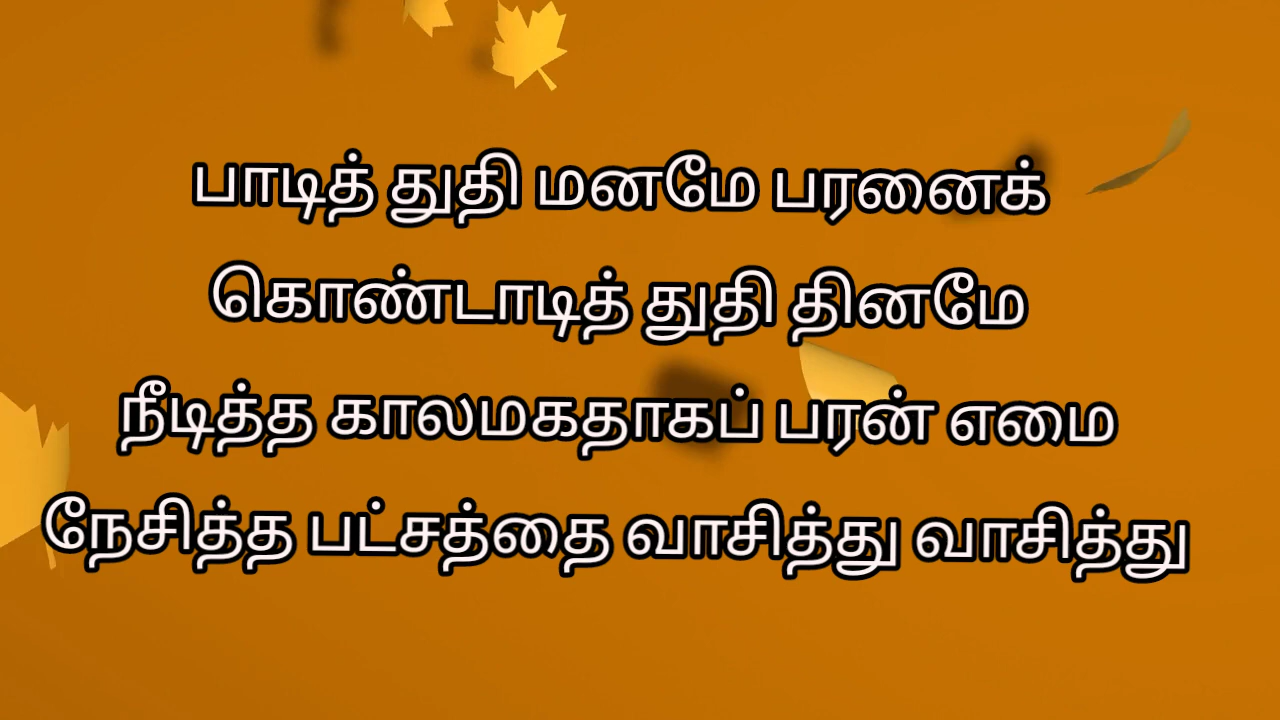 பாடித் துதி மனமே பரனைக்
கொண்டாடித் துதி தினமே
நீடித்த காலமகதாகப் பரன் எமை
நேசித்த பட்சத்தை வாசித்து வாசித்து